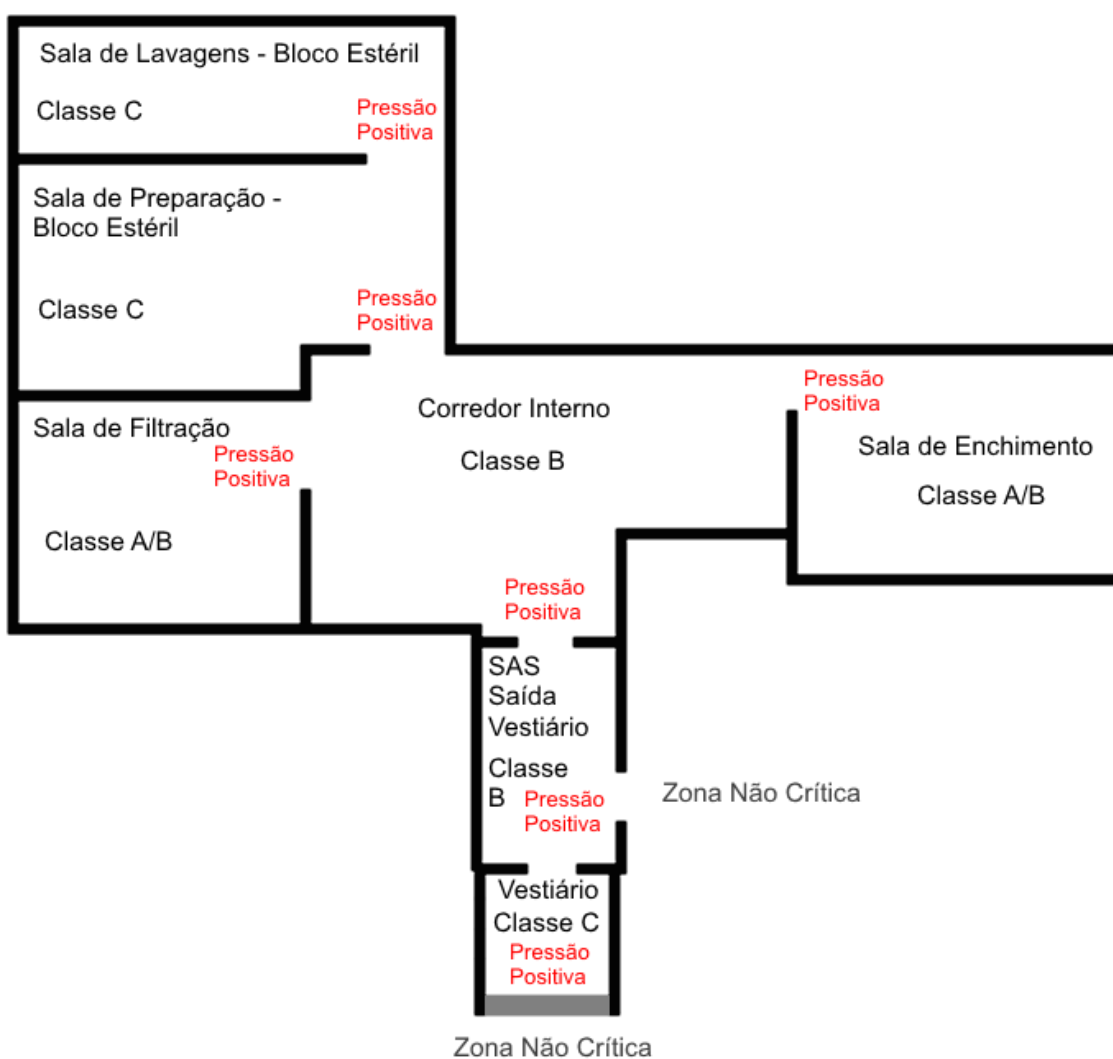 Sala de Lavagens - Bloco Estéril
Classe C
Pressão
Positiva
Sala de Preparação -
Bloco Estéril
Classe C
Pressão
Positiva
Sala de Filtração
Pressão
Positiva
Classe A/B
Corredor Interno
Classe B
Pressão
Positiva
Sala de Enchimento
Classe A/B
Pressão
Positiva
SAS
Saída
Vestiário
Classe
B
Pressão
Positiva
Zona Não Crítica
Vestiário
Classe C
Pressão
Positiva
Zona Não Crítica